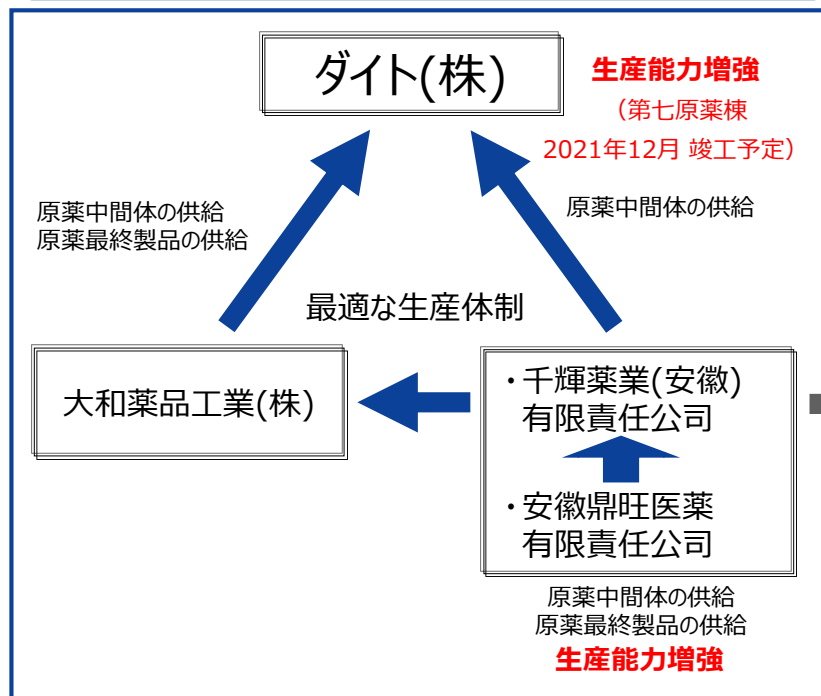 ダイト(株)
生産能力増強
(第七原薬棟
2021年12月 竣工予定)
原薬中間体の供給
原薬最終製品の供給
原薬中間体の供給
最適な生産体制
大和薬品工業(株)
・千輝薬業(安徽)
有限責任公司
・安徽鼎旺医薬
有限責任公司
原薬中間体の供給
原薬最終製品の供給
生産能力増強